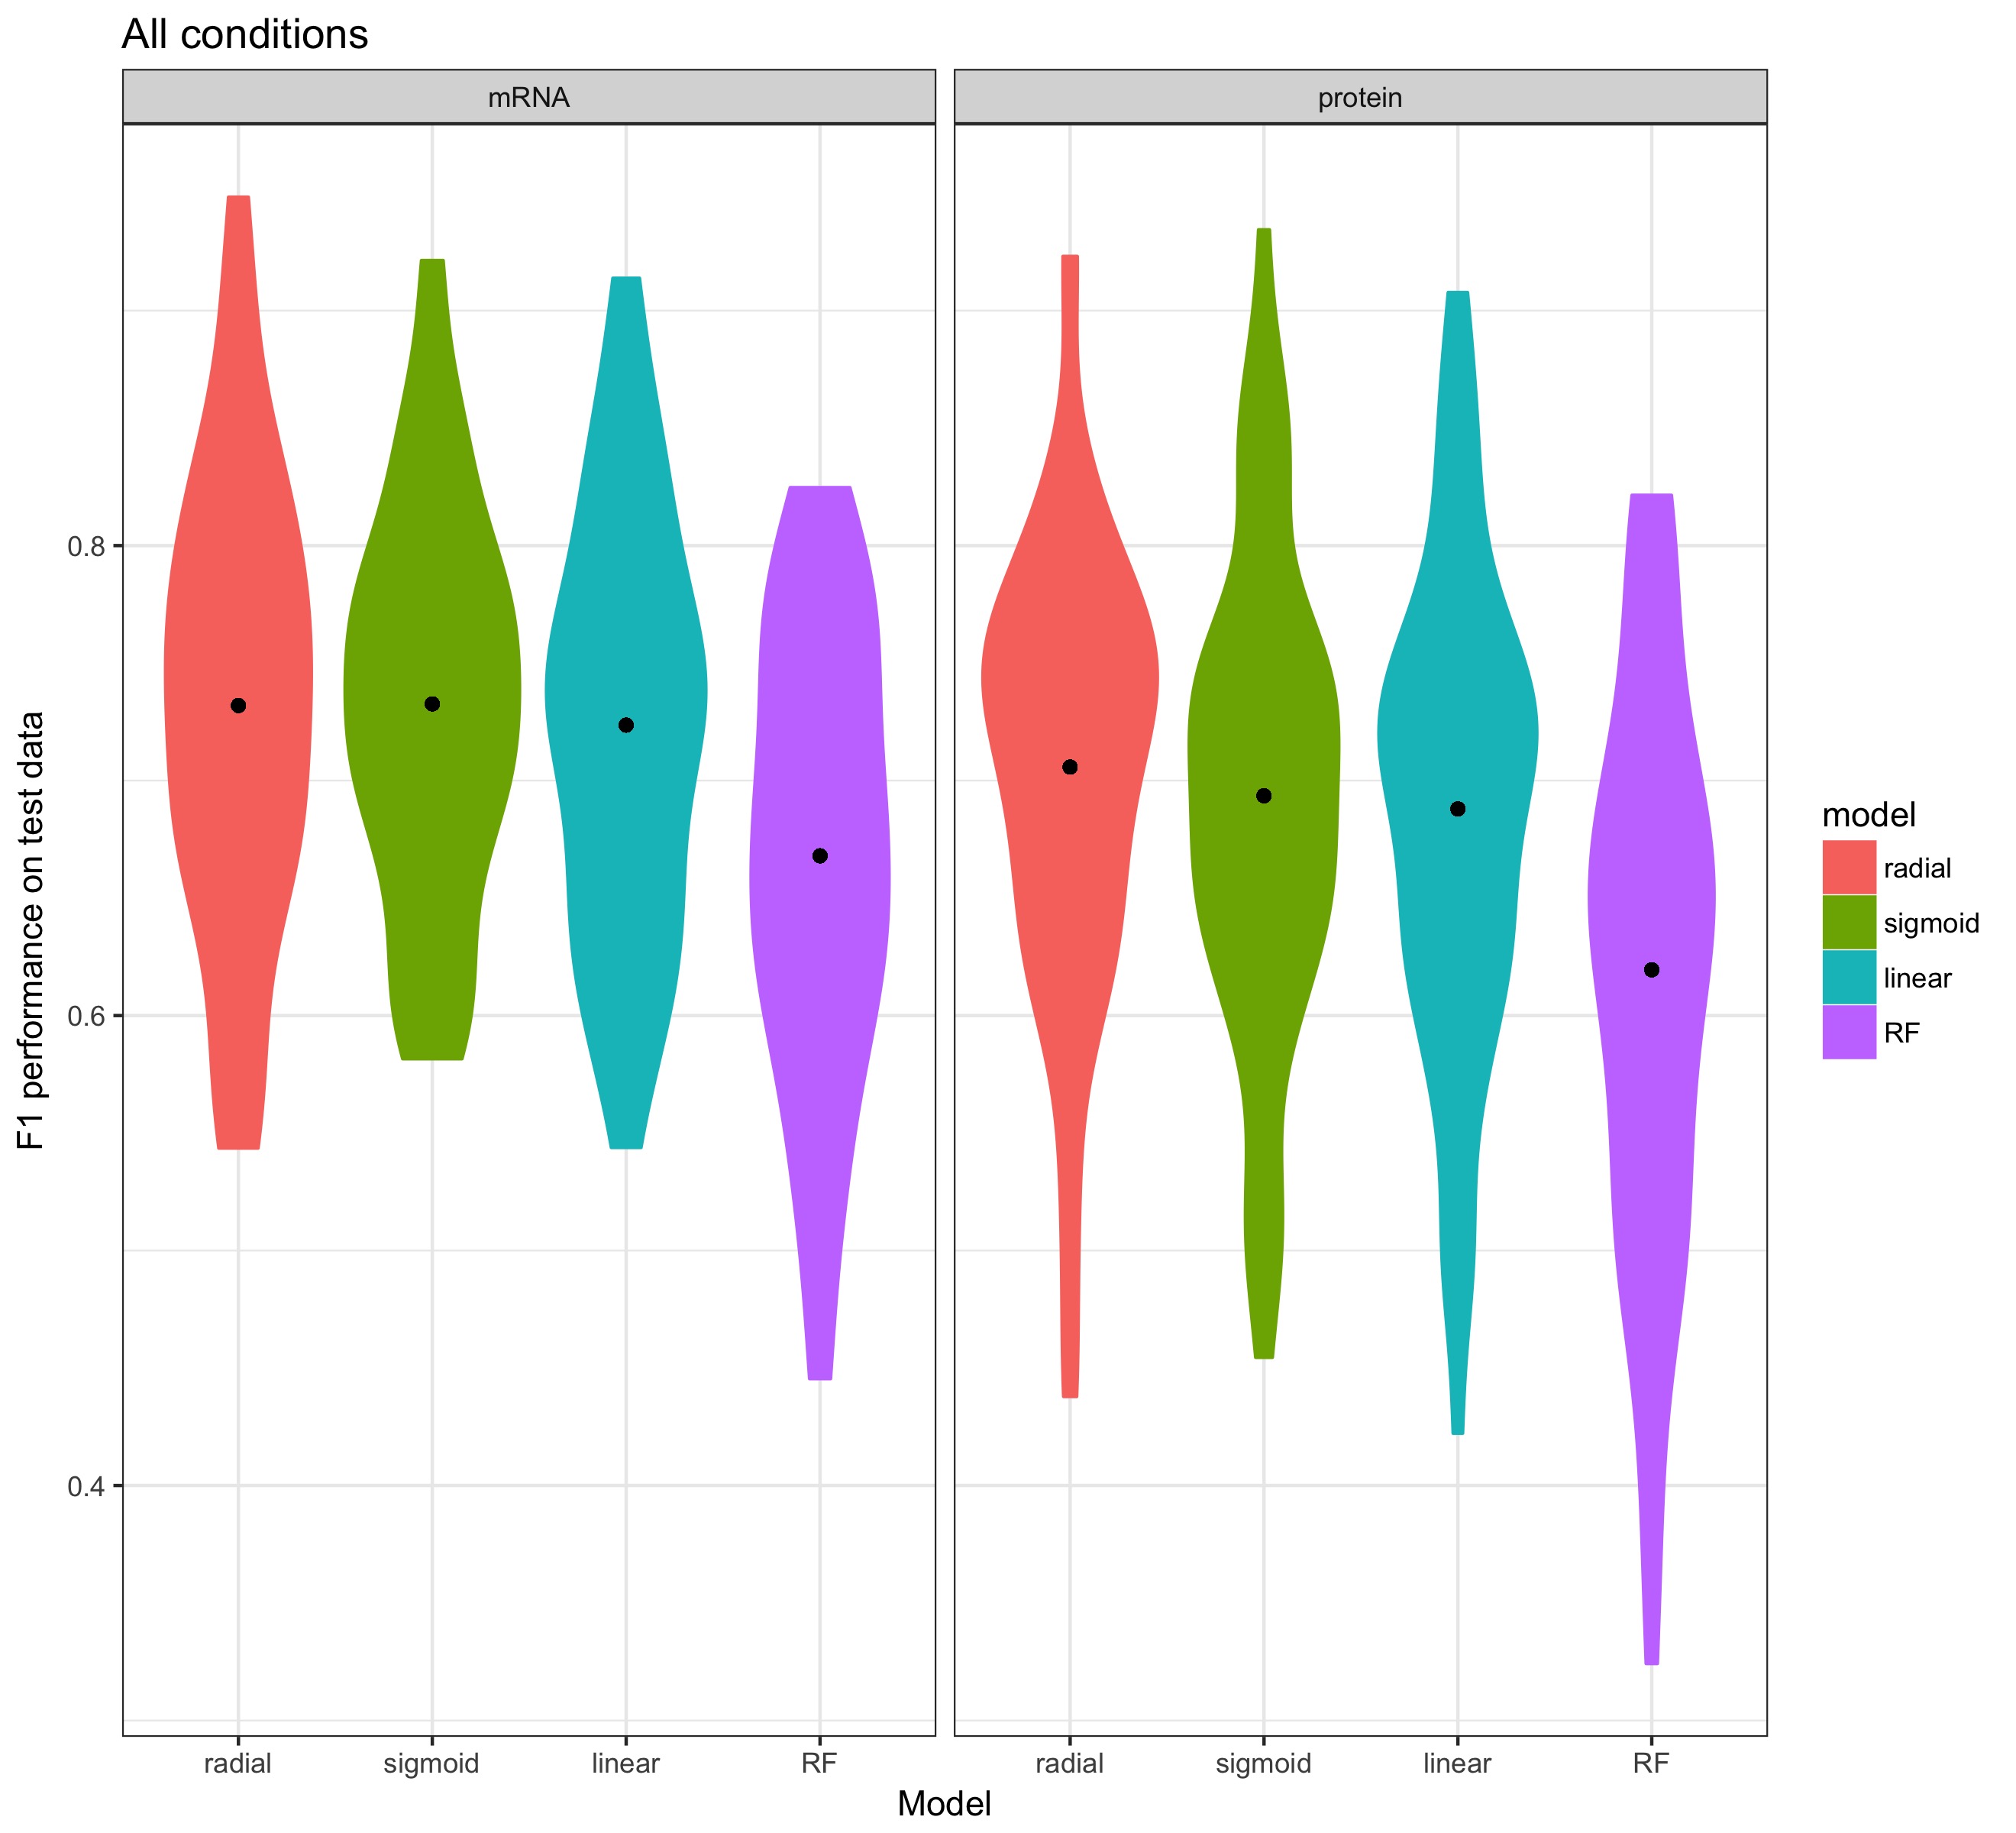 All conditions
mRNA
protein
F1 performance on test data
0.8
0.6
0.4
radial
sigmoid
linear
RF
radial
sigmoid
linear
RF
Model
model
radial
sigmoid
linear
RF